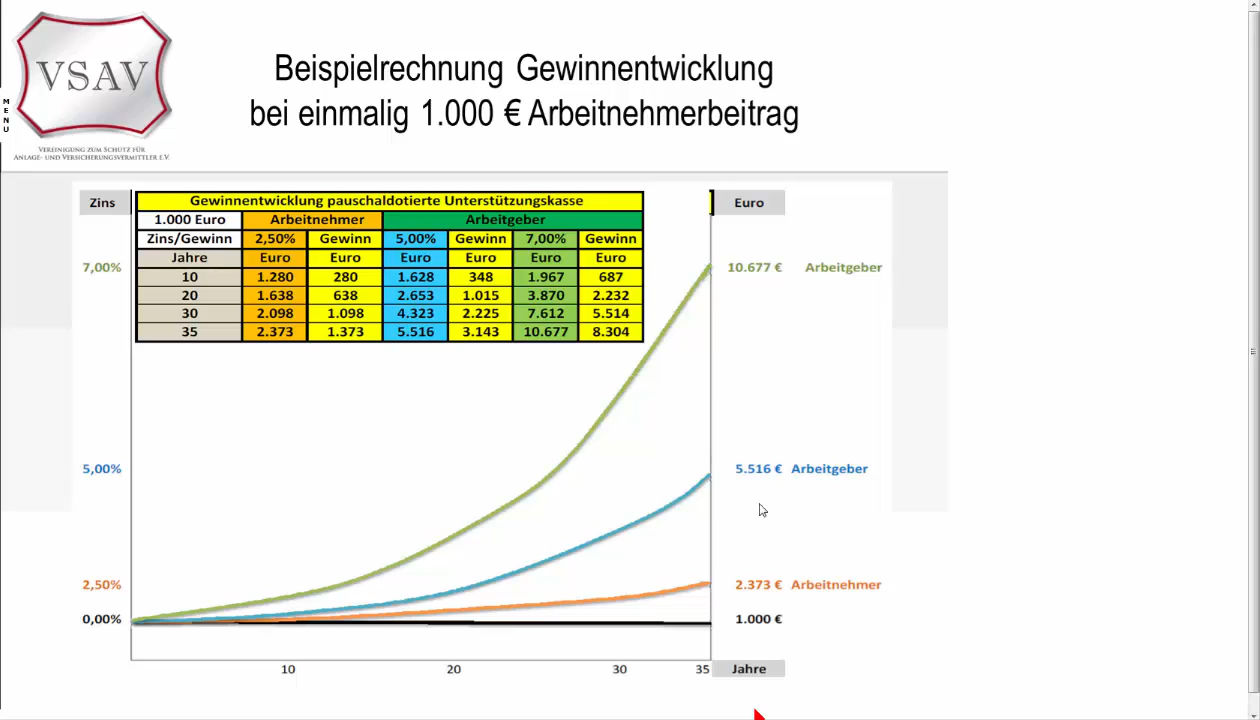 VSAV
VEREINIGUNG ZUM SCHUTZ FÜR
ANLAGE- UND VERSICHERUNGSVERMITTLER E.V.
MENU
Beispielrechnung Gewinnentwicklung
bei einmalig 1.000 € Arbeitnehmerbeitrag
Zins
Gewinnentwicklung pauschaldotierte Unterstützungskasse
1.000 Euro Arbeitnehmer Arbeitgeber
Zins/Gewinn 2,50% Gewinn 5,00% Gewinn 7,00% Gewinn
Jahre Euro Euro Euro Euro Euro Euro
10 1.280 280 1.628 348 1.967 687
20 1.638 638 2.653 1.015 3.870 2.232
30 2.098 1.098 4.323 2.225 7.612 5.514
35 2.373 1.373 5.516 3.143 10.677 8.304
Euro
7,00% 10.677 € Arbeitgeber
5,00% 5.516 € Arbeitgeber
2,50% 2.373 € Arbeitnehmer
0,00% 1.000 €
10 20 30 35 Jahre